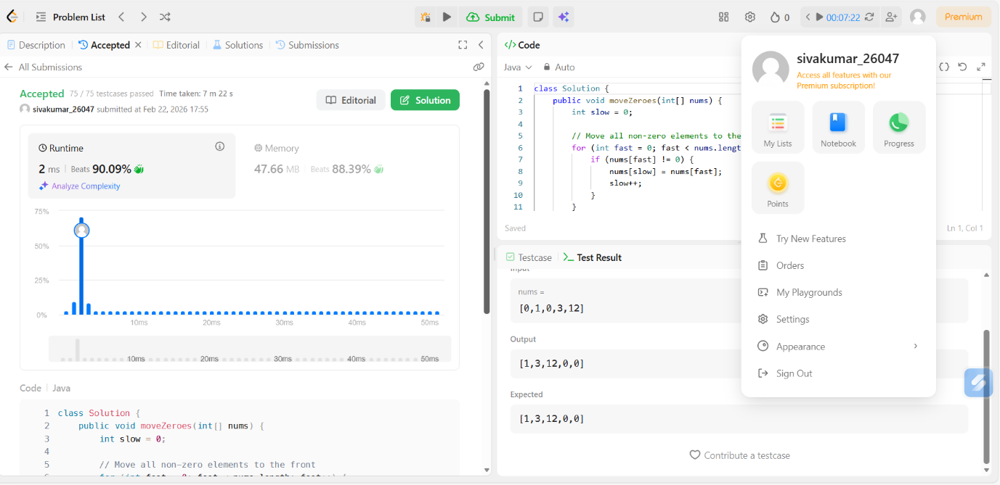 Problem List
Submit
0
00:07:22
Premium
Description
Accepted
Editorial
Solutions
Submissions
All Submissions
Accepted 75 / 75 testcases passed Time taken: 7 m 22 s
sivakumar_26047 submitted at Feb 22, 2026 17:55
Editorial
Solution
Runtime
2 ms Beats 90.09%
Analyze Complexity
Memory
47.66 MB Beats 88.39%
75%
50%
25%
0%
10ms 20ms 30ms 40ms 50ms
10ms 20ms 30ms 40ms 50ms
Code Java
1 class Solution {
2 public void moveZeroes(int[] nums) {
3 int slow = 0;
4
5 // Move all non-zero elements to the front
</> Code
Java Auto
1 class Solution {
2 public void moveZeroes(int[] nums) {
3 int slow = 0;
4
5 // Move all non-zero elements to the
6 for (int fast = 0; fast < nums.lengt
7 if (nums[fast] != 0) {
8 nums[slow] = nums[fast];
9 slow++;
10 }
11 }
Saved
Ln 1, Col 1
Testcase
Test Result
Input
nums =
[0,1,0,3,12]
Output
[1,3,12,0,0]
Expected
[1,3,12,0,0]
Contribute a testcase
sivakumar_26047
Access all features with our
Premium subscription!
My Lists
Notebook
Progress
Points
Try New Features
Orders
My Playgrounds
Settings
Appearance
Sign Out